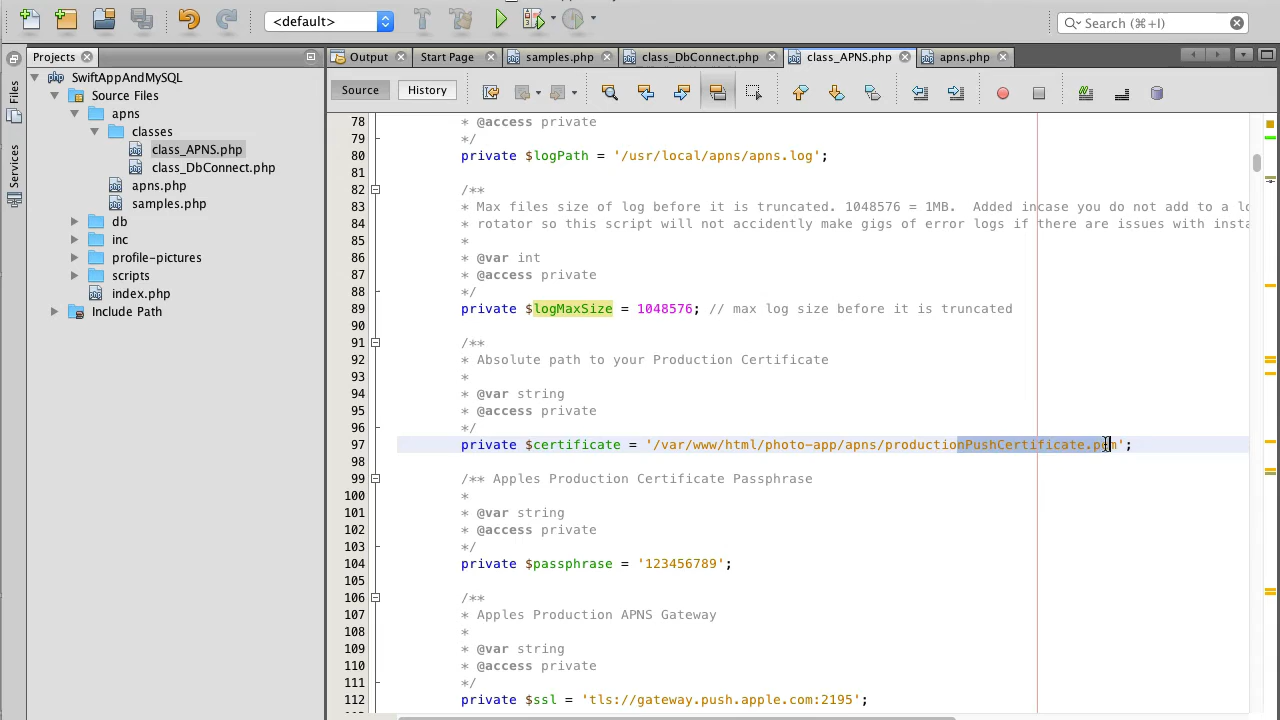 <default>
Search (⌘+I)
Projects
Output
Start Page
samples.php
class_DbConnect.php
class_APNS.php
apns.php
Files
Services
SwiftAppAndMySQL
Source Files
apns
classes
class_APNS.php
class_DbConnect.php
apns.php
samples.php
db
inc
profile-pictures
scripts
index.php
Include Path
Source
History
78 * @access private
79 */
80 private $logPath = '/usr/local/apns/apns.log';
81
82 /**
83 * Max files size of log before it is truncated. 1048576 = 1MB.  Added incase you do not add to a lo
84 * rotator so this script will not accidently make gigs of error logs if there are issues with insta
85 *
86 * @var int
87 * @access private
88 */
89 private $logMaxSize = 1048576; // max log size before it is truncated
90
91 /**
92 * Absolute path to your Production Certificate
93 *
94 * @var string
95 * @access private
96 */
97 private $certificate = '/var/www/html/photo-app/apns/productionPushCertificate.pem';
98
99 /** Apples Production Certificate Passphrase
100 *
101 * @var string
102 * @access private
103 */
104 private $passphrase = '123456789';
105
106 /**
107 * Apples Production APNS Gateway
108 *
109 * @var string
110 * @access private
111 */
112 private $ssl = 'tls://gateway.push.apple.com:2195';